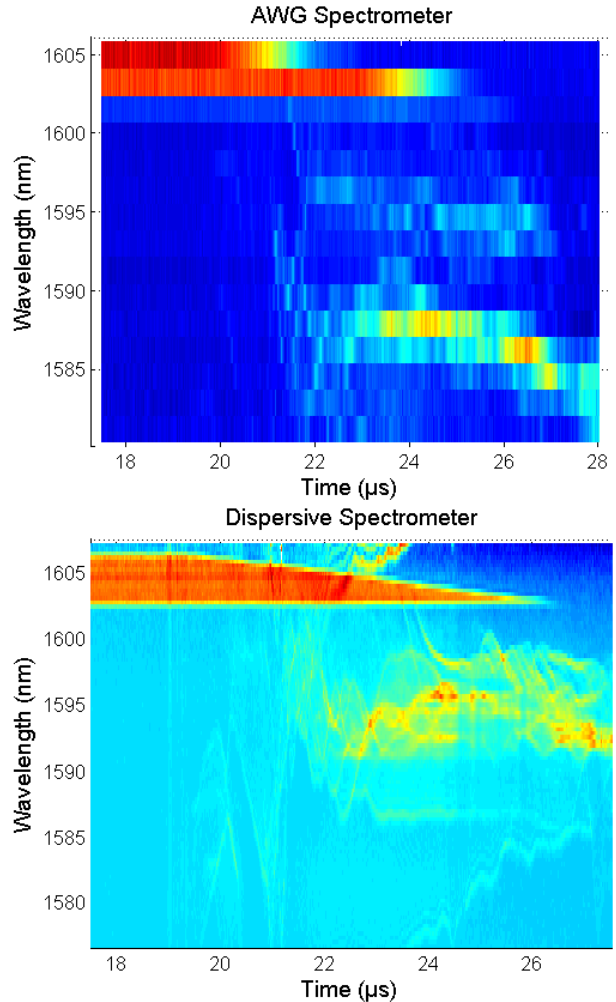 AWG Spectrometer
Wavelength (nm)
1605
1600
1595
1590
1585
18 20 22 24 26 28
Time (µs)
Dispersive Spectrometer
Wavelength (nm)
1605
1600
1595
1590
1585
1580
18 20 22 24 26
Time (µs)